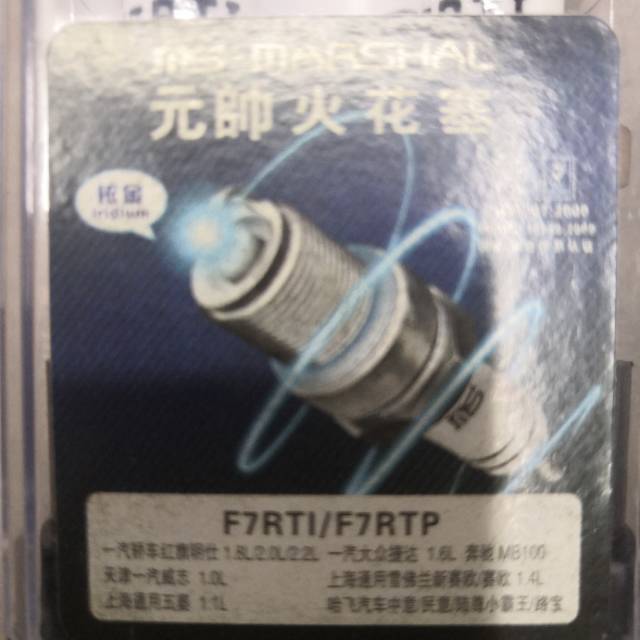 MS MARSHAL
元帥火花塞
铱金
Iridium
MS
F7RTI/F7RTP
一汽轿车红旗明仕 1.8L/2.0L/2.2L 一汽大众捷达 1.6L 奔驰 MB100
天津一汽威志 1.0L 上海通用雪佛兰新赛欧/赛欧 1.4L
上海通用五菱 1.1L 哈飞汽车中意/民意/陆尊小霸王/路宝